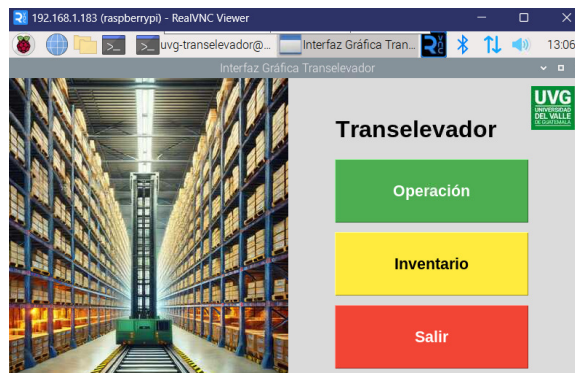 192.168.1.183 (raspberrypi) - RealVNC Viewer
uvg-transelevador@... Interfaz Gráfica Tran... 13:06
Interfaz Gráfica Transelevador
UVG
UNIVERSIDAD
DEL VALLE
DE GUATEMALA
Transelevador
Operación
Inventario
Salir